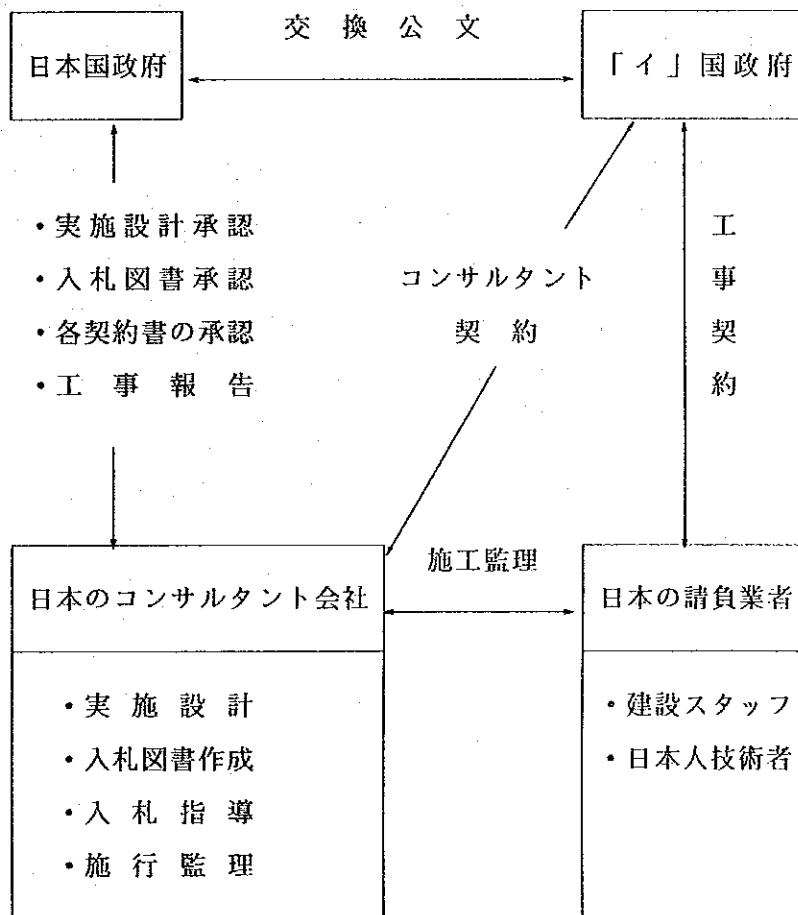 交換公文
日本国政府
「イ」国政府
・実施設計承認
・入札図書承認
・各契約書の承認
・工事報告
コンサルタント
契約
工事契約
施工監理
日本のコンサルタント会社
・実施設計
・入札図書作成
・入札指導
・施行監理
日本の請負業者
・建設スタッフ
・日本人技術者